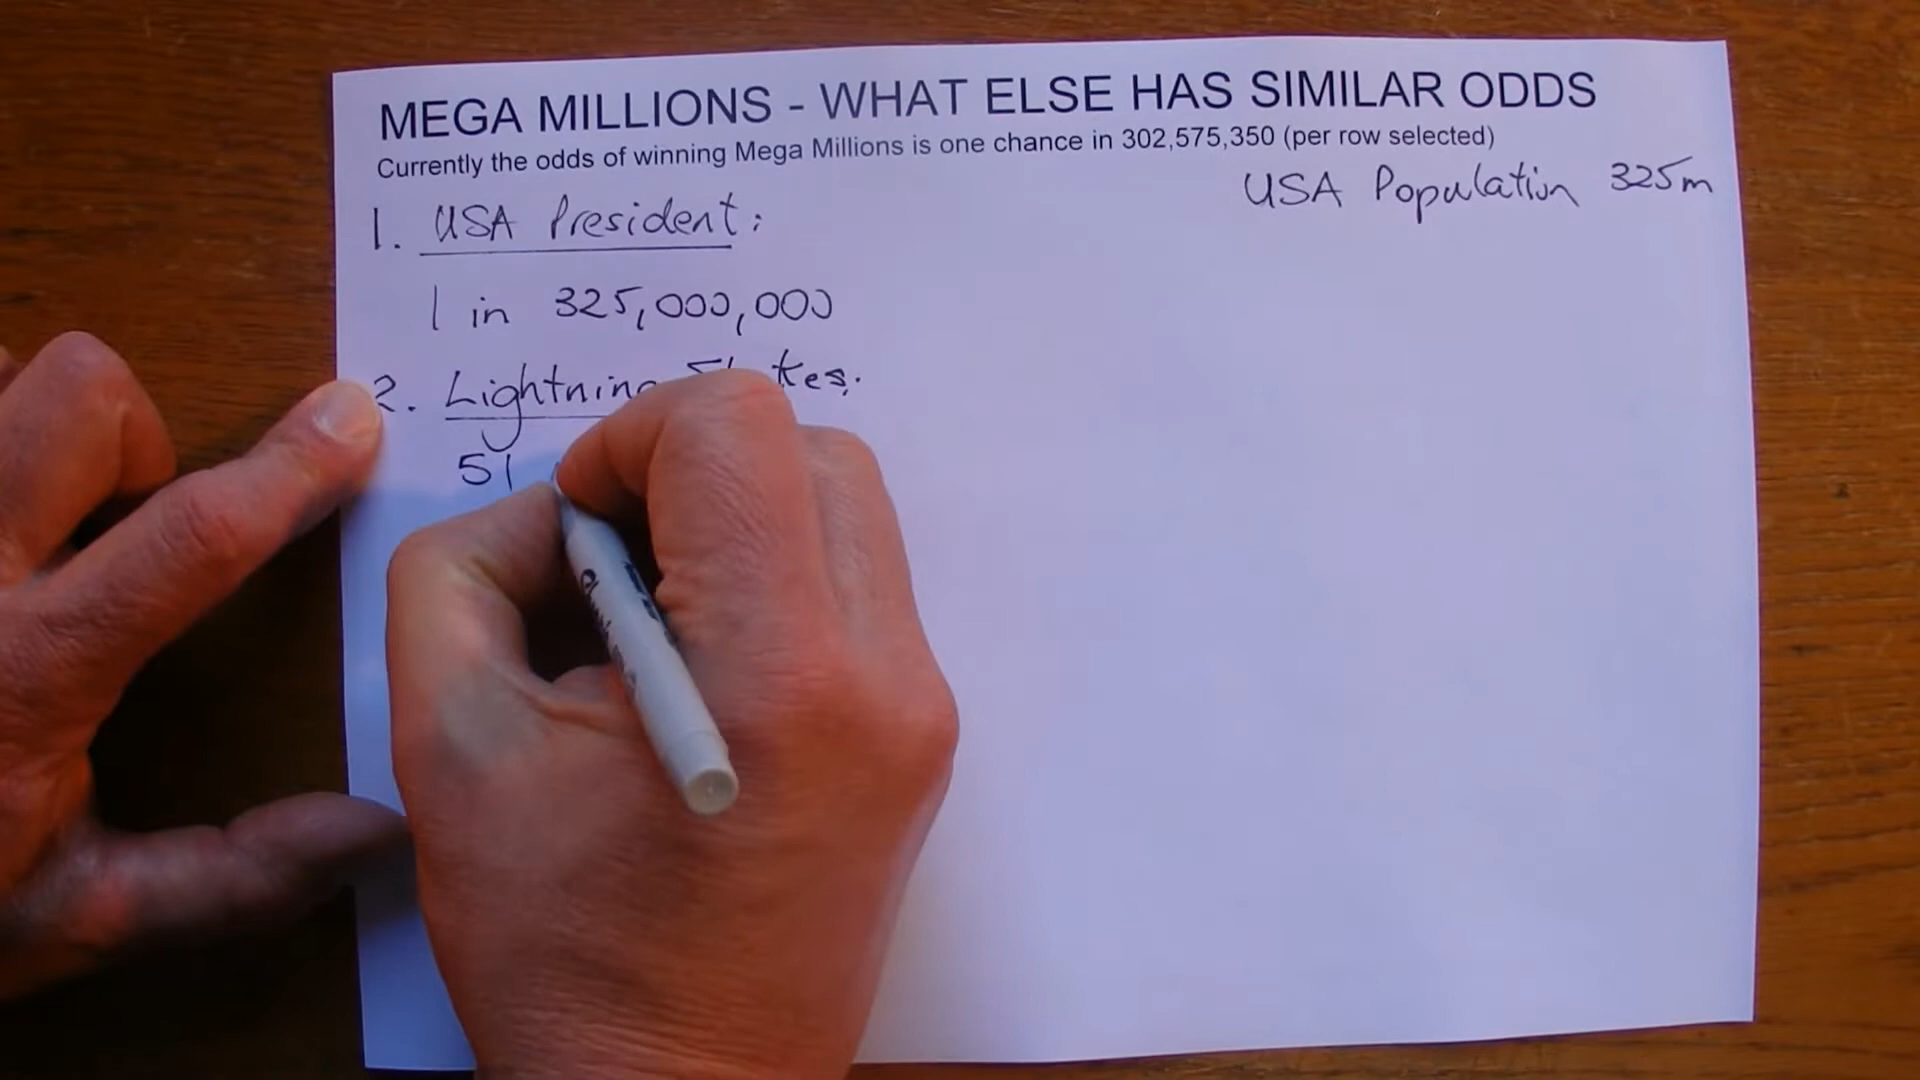 MEGA MILLIONS - WHAT ELSE HAS SIMILAR ODDS
Currently the odds of winning Mega Millions is one chance in 302,575,350 (per row selected)
USA Population 325m
1. USA President:
1 in 325,000,000
2. Lightning
51